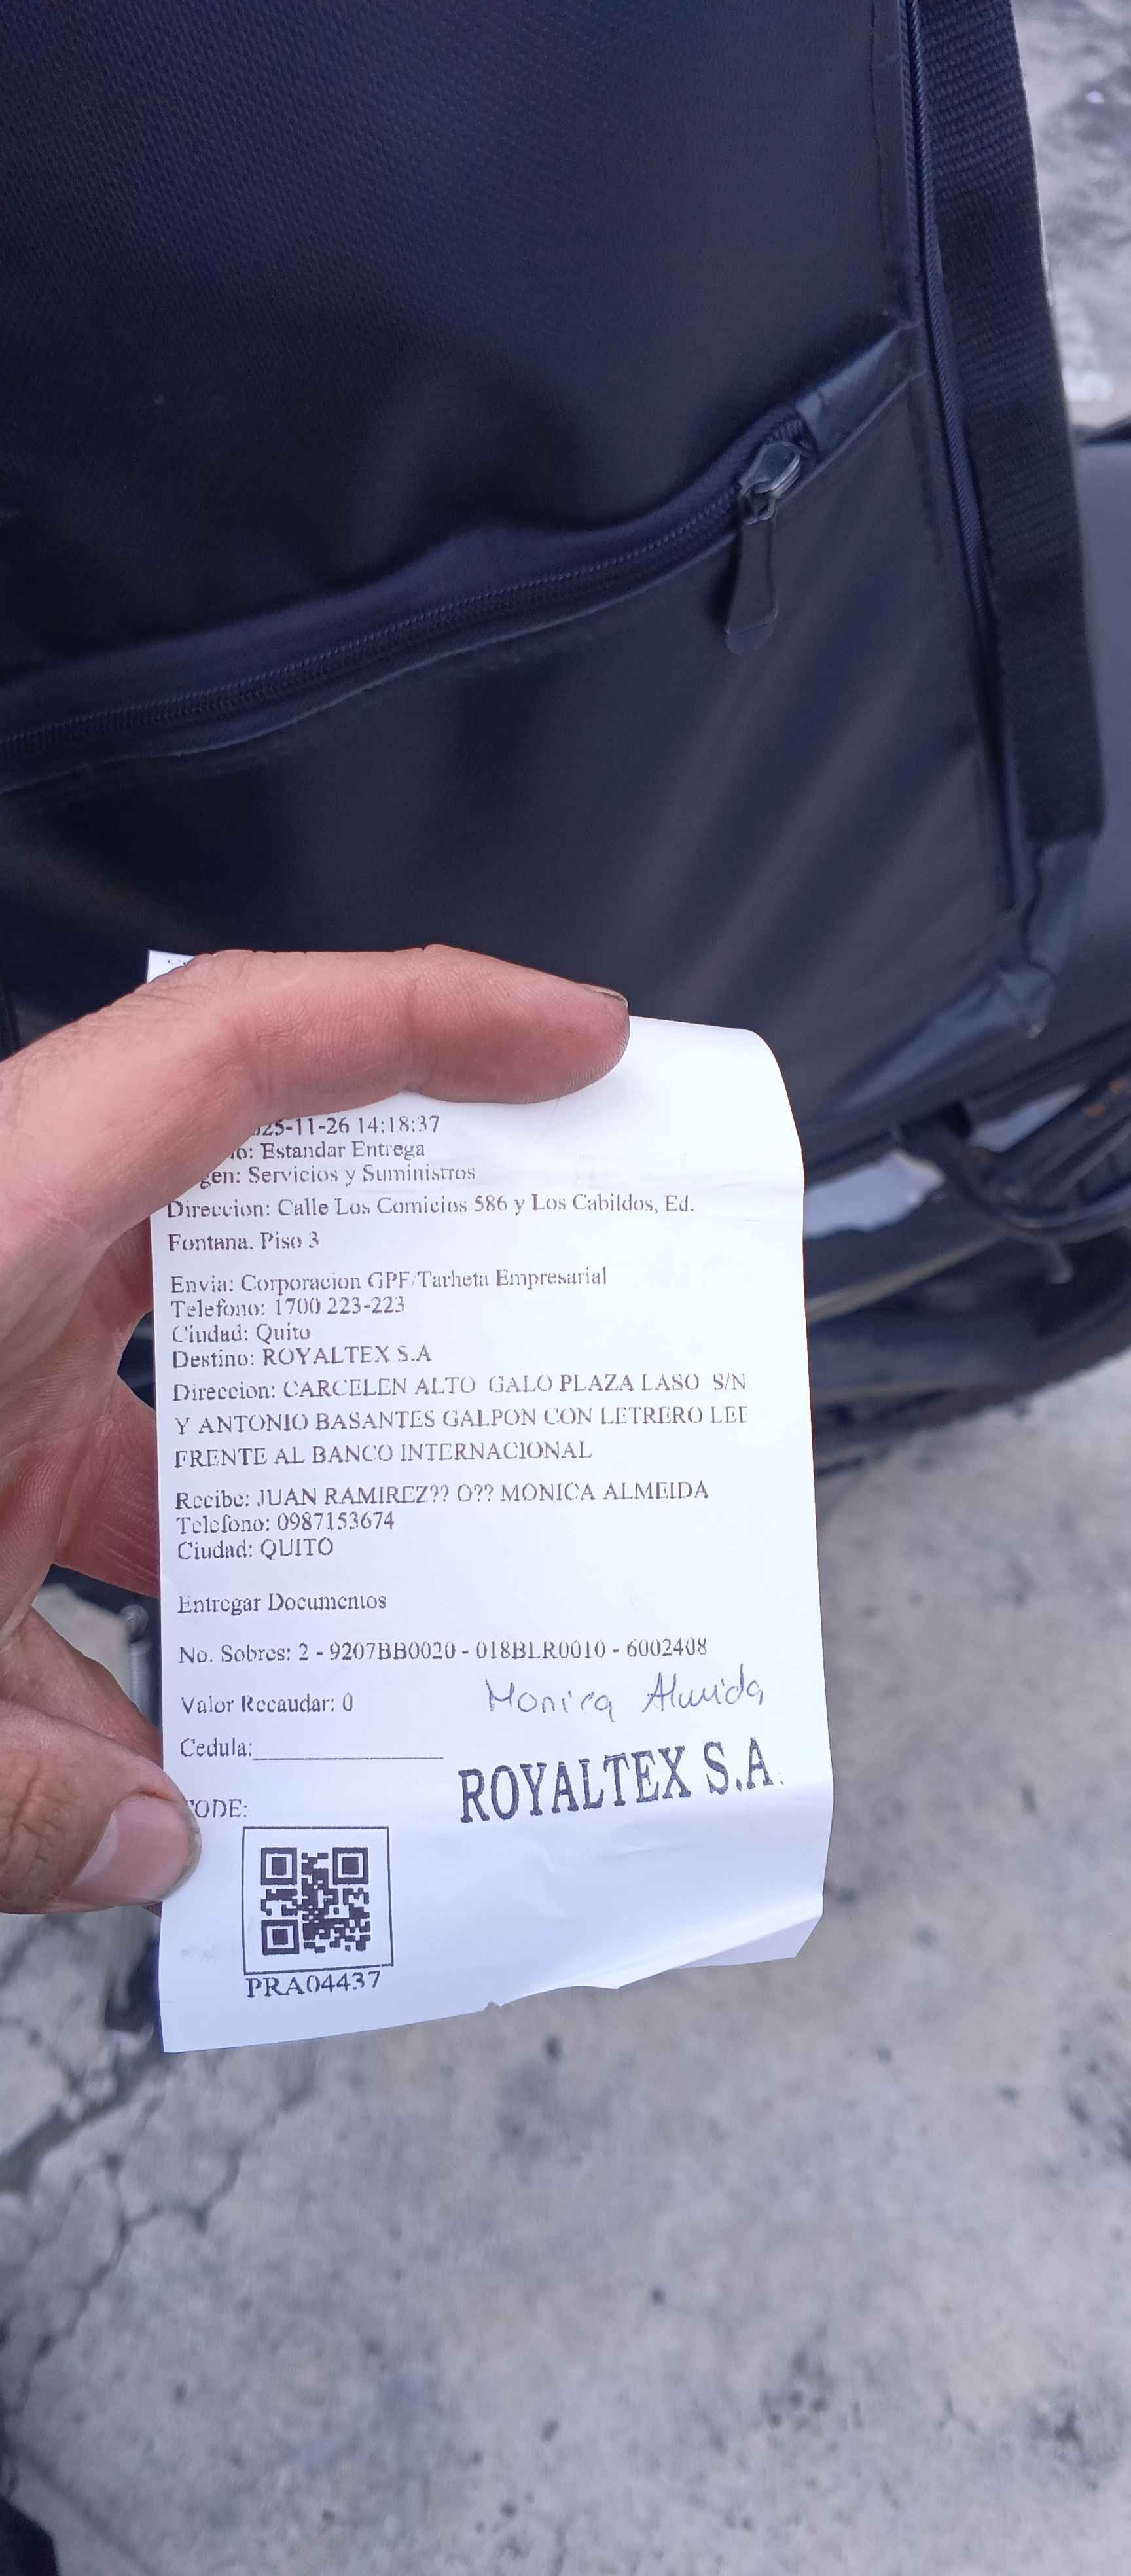 25-11-26 14:18:37
o: Estandar Entrega
gen: Servicios y Suministros
Direccion: Calle Los Comicios 586 y Los Cabildos, Ed.
Fontana. Piso 3
Envia: Corporacion GPF/Tarheta Empresarial
Telefono: 1700 223-223
Ciudad: Quito
Destino: ROYALTEX S.A
Direccion: CARCELEN ALTO GALO PLAZA LASO S/N
Y ANTONIO BASANTES GALPON CON LETRERO LEE
FRENTE AL BANCO INTERNACIONAL
Recibe: JUAN RAMIREZ?? O?? MONICA ALMEIDA
Telefono: 0987153674
Ciudad: QUITO
Entregar Documentos
No. Sobres: 2 - 9207BB0020 - 018BLR0010 - 6002408
Valor Recaudar: 0 Monica Almeida
Cedula:
ROYALTEX S.A.
ODE:
PRA04437